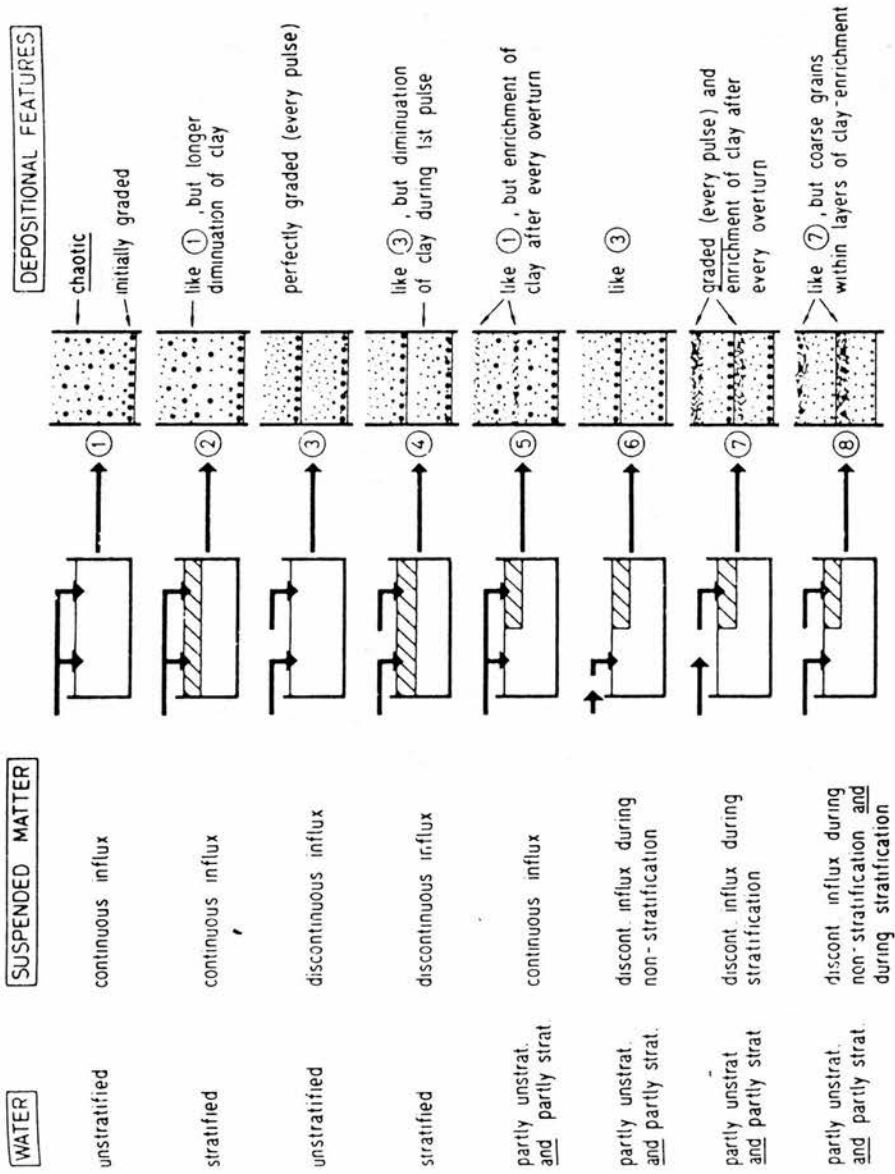 WATER
SUSPENDED MATTER
DEPOSITIONAL FEATURES
unstratified
continuous influx
1
chaotic
initially graded
stratified
continuous influx
2
like 1, but longer
diminuation of clay
unstratified
discontinuous influx
3
perfectly graded (every pulse)
stratified
discontinuous influx
4
like 3, but diminuation
of clay during 1st pulse
partly unstrat.
and partly strat.
continuous influx
5
like 1, but enrichment of
clay after every overturn
partly unstrat.
and partly strat.
discont. influx during
non-stratification
6
like 3
partly unstrat
and partly strat
discont. influx during
stratification
7
graded (every pulse) and
enrichment of clay after
every overturn
partly unstrat.
and partly strat.
discont. influx during
non-stratification and
during stratification
8
like 7, but coarse grains
within layers of clay-enrichment